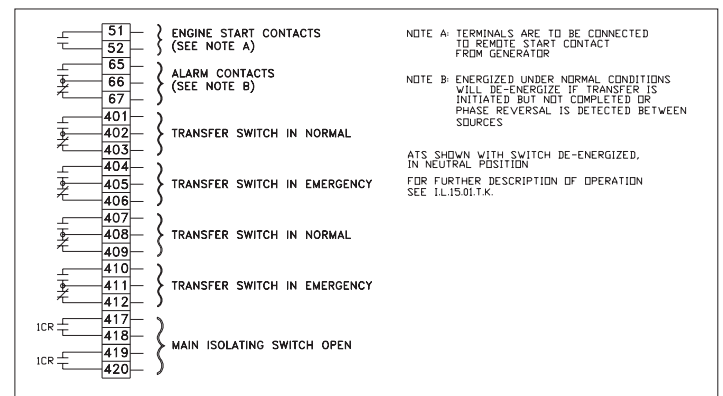 51
52
ENGINE START CONTACTS
(SEE NOTE A)
65
66
67
ALARM CONTACTS
(SEE NOTE B)
401
402
403
TRANSFER SWITCH IN NORMAL
404
405
406
TRANSFER SWITCH IN EMERGENCY
407
408
409
TRANSFER SWITCH IN NORMAL
410
411
412
TRANSFER SWITCH IN EMERGENCY
1CR
417
418
1CR
419
420
MAIN ISOLATING SWITCH OPEN
NOTE A: TERMINALS ARE TO BE CONNECTED
TO REMOTE START CONTACT
FROM GENERATOR
NOTE B: ENERGIZED UNDER NORMAL CONDITIONS
WILL DE-ENERGIZE IF TRANSFER IS
INITIATED BUT NOT COMPLETED OR
PHASE REVERSAL IS DETECTED BETWEEN
SOURCES
ATS SHOWN WITH SWITCH DE-ENERGIZED,
IN NEUTRAL POSITION
FOR FURTHER DESCRIPTION OF OPERATION
SEE I.L.15.01.T.K.